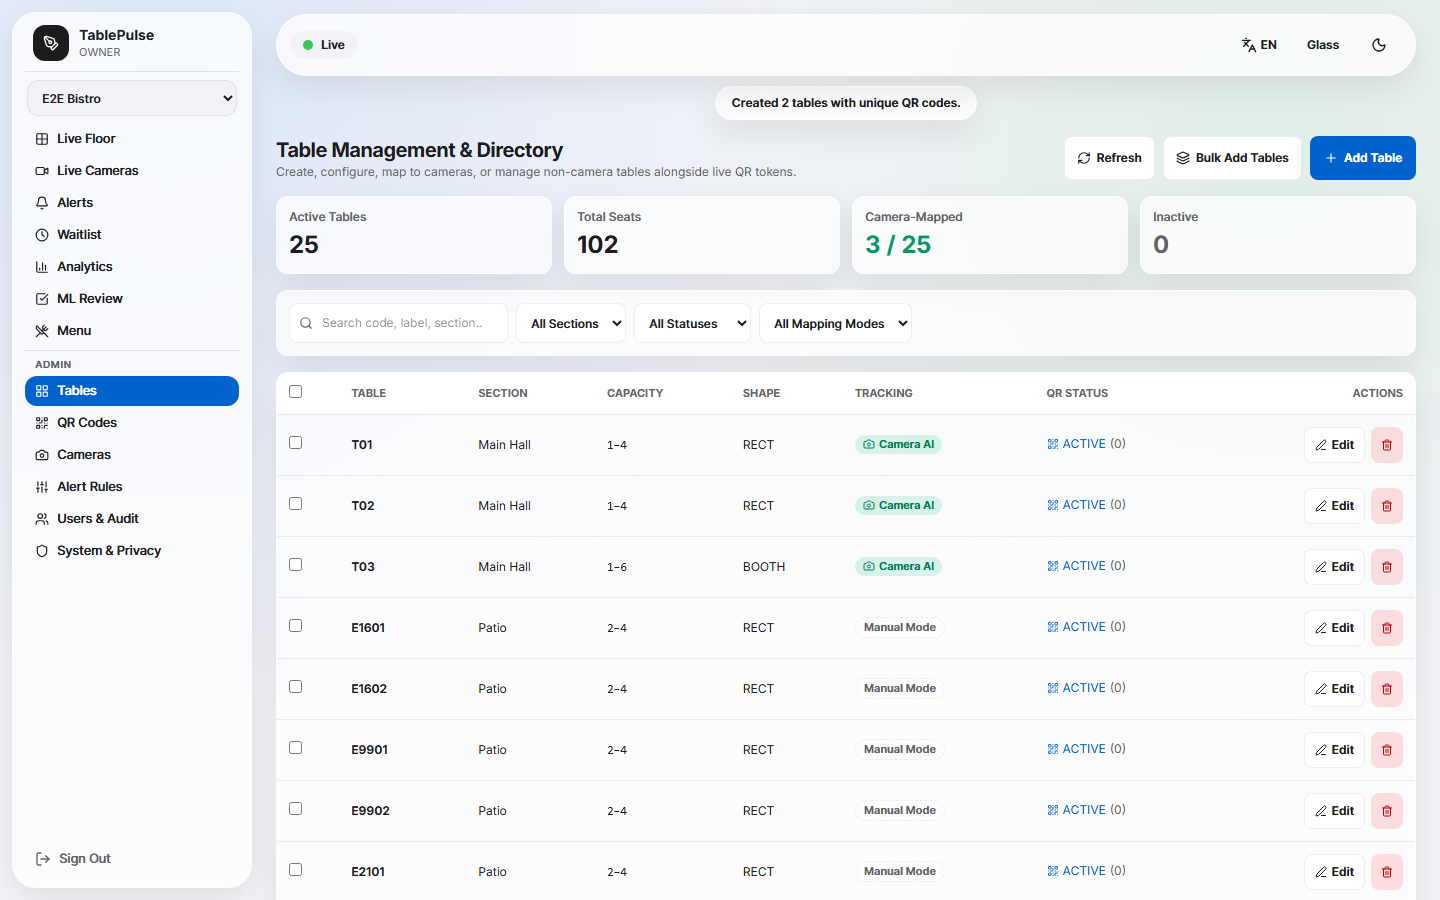 TablePulse
OWNER
E2E Bistro
Live Floor
Live Cameras
Alerts
Waitlist
Analytics
ML Review
Menu
ADMIN
Tables
QR Codes
Cameras
Alert Rules
Users & Audit
System & Privacy
Sign Out
Live
EN Glass
Created 2 tables with unique QR codes.
Table Management & Directory
Create, configure, map to cameras, or manage non-camera tables alongside live QR tokens.
Refresh Bulk Add Tables + Add Table
Active Tables Total Seats Camera-Mapped Inactive
25 102 3 / 25 0
Search code, label, section.. All Sections All Statuses All Mapping Modes
TABLE SECTION CAPACITY SHAPE TRACKING QR STATUS ACTIONS
T01 Main Hall 1–4 RECT Camera AI ACTIVE (0) Edit
T02 Main Hall 1–4 RECT Camera AI ACTIVE (0) Edit
T03 Main Hall 1–6 BOOTH Camera AI ACTIVE (0) Edit
E1601 Patio 2–4 RECT Manual Mode ACTIVE (0) Edit
E1602 Patio 2–4 RECT Manual Mode ACTIVE (0) Edit
E9901 Patio 2–4 RECT Manual Mode ACTIVE (0) Edit
E9902 Patio 2–4 RECT Manual Mode ACTIVE (0) Edit
E2101 Patio 2–4 RECT Manual Mode ACTIVE (0) Edit